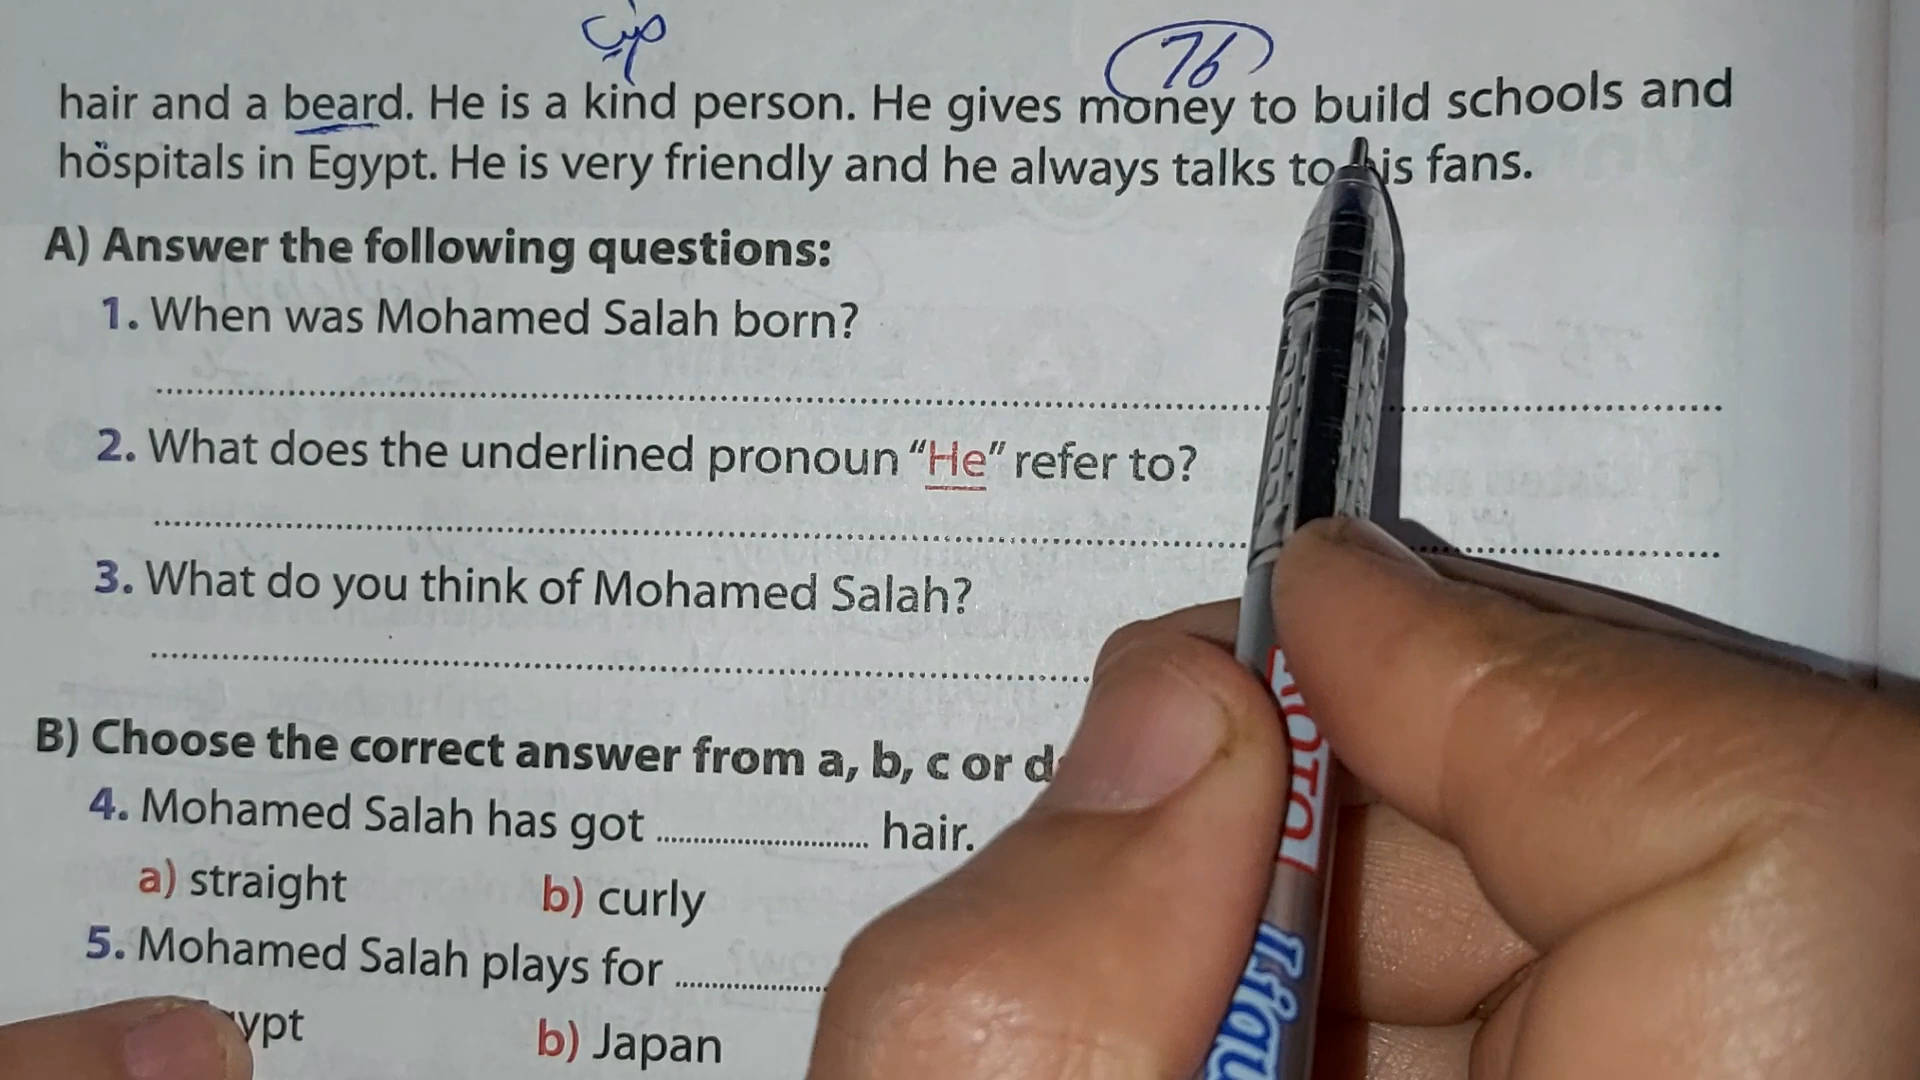 76
hair and a beard. He is a kind person. He gives money to build schools and
hospitals in Egypt. He is very friendly and he always talks to his fans.
A) Answer the following questions:
1. When was Mohamed Salah born?
2. What does the underlined pronoun “He” refer to?
3. What do you think of Mohamed Salah?
B) Choose the correct answer from a, b, c or d
4. Mohamed Salah has got ........................ hair.
a) straight b) curly
5. Mohamed Salah plays for ........................
ypt b) Japan
ROTO